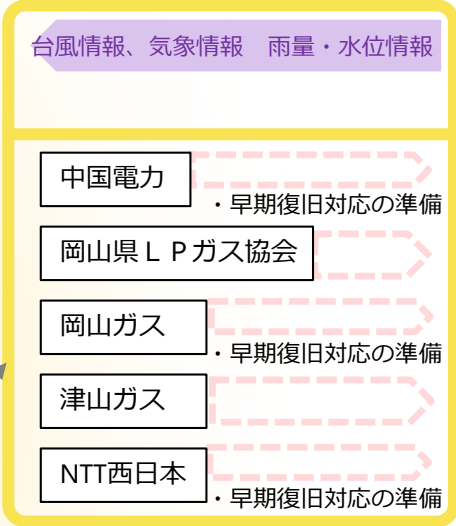 台風情報、気象情報　雨量・水位情報
中国電力
・早期復旧対応の準備
岡山県ＬＰガス協会
岡山ガス
・早期復旧対応の準備
津山ガス
NTT西日本
・早期復旧対応の準備